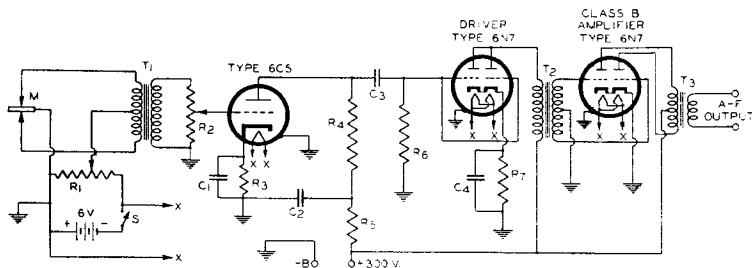 DRIVER
TYPE 6N7
CLASS B
AMPLIFIER
TYPE 6N7
T1
TYPE 6C5
C3
T2
T3
M
R2
R4
R6
A-F
OUTPUT
X X
X X
X X
R1
C1
R3
C2
C4
R7
R5
6V
+ -
S
X
X
-B
+300 V.